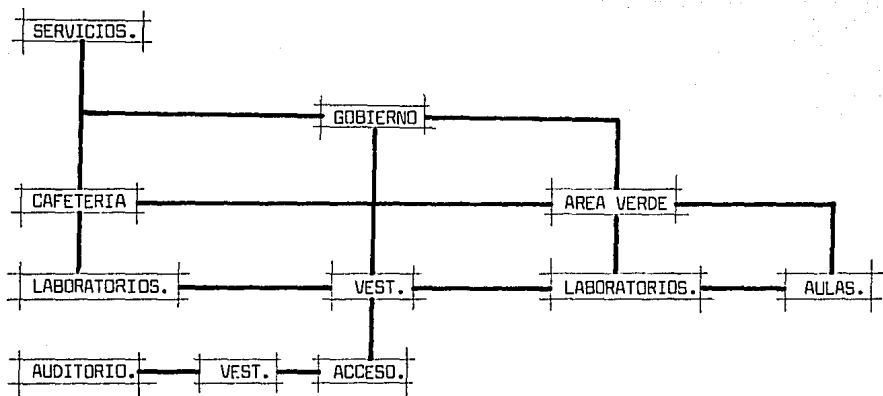 SERVICIOS.
GOBIERNO
CAFETERIA
AREA VERDE
LABORATORIOS.
VEST.
LABORATORIOS.
AULAS.
AUDITORIO.
VEST.
ACCESO.